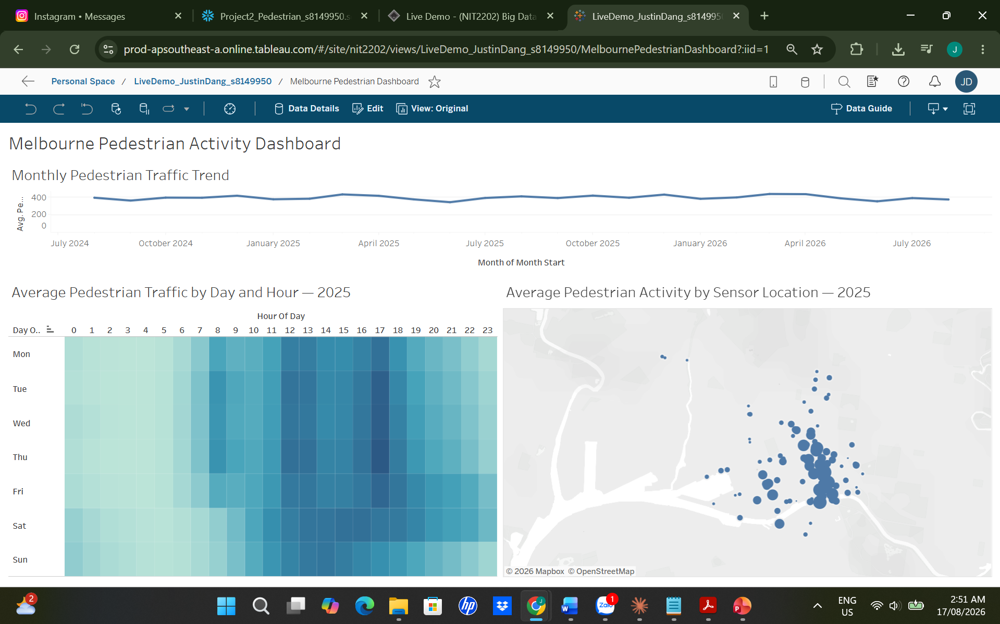 Instagram • Messages
Project2_Pedestrian_s8149950.s
Live Demo - (NIT2202) Big Data
LiveDemo_JustinDang_s8149950
prod-apsoutheast-a.online.tableau.com/#/site/nit2202/views/LiveDemo_JustinDang_s8149950/MelbournePedestrianDashboard?:iid=1
J
Personal Space / LiveDemo_JustinDang_s8149950 / Melbourne Pedestrian Dashboard
JD
Data Details
Edit
View: Original
Data Guide
Melbourne Pedestrian Activity Dashboard
Monthly Pedestrian Traffic Trend
Avg. Pe...
400
200
0
July 2024 October 2024 January 2025 April 2025 July 2025 October 2025 January 2026 April 2026 July 2026
Month of Month Start
Average Pedestrian Traffic by Day and Hour — 2025
Hour Of Day
Day O.. 0 1 2 3 4 5 6 7 8 9 10 11 12 13 14 15 16 17 18 19 20 21 22 23
Mon
Tue
Wed
Thu
Fri
Sat
Sun
Average Pedestrian Activity by Sensor Location — 2025
© 2026 Mapbox © OpenStreetMap
2
hp
J
W
Zalo
1
P
ENG
US
2:51 AM
17/08/2026